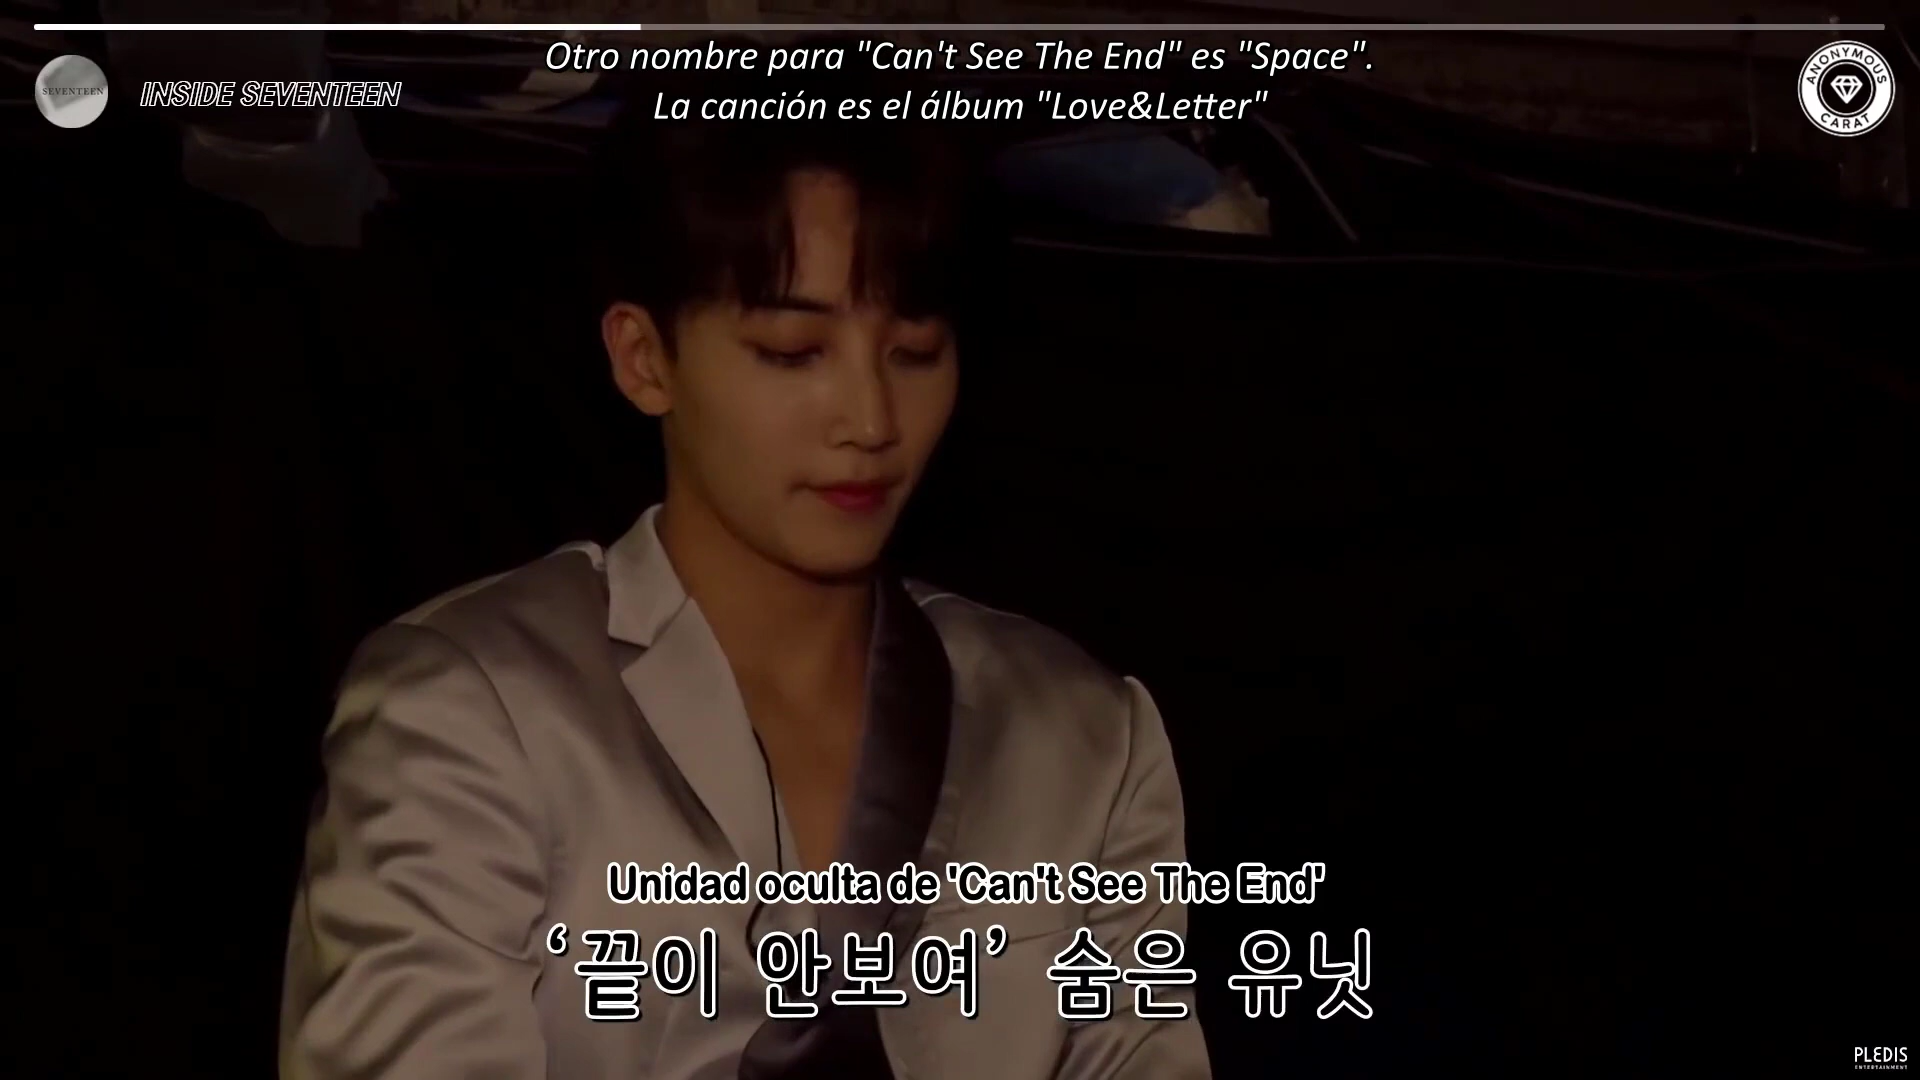 Otro nombre para "Can't See The End" es "Space".
La canción es el álbum "Love&Letter"
SEVENTEEN
INSIDE SEVENTEEN
ANONYMOUS
CARAT
Unidad oculta de 'Can't See The End'
‘끝이 안보여’ 숨은 유닛
PLEDIS
ENTERTAINMENT